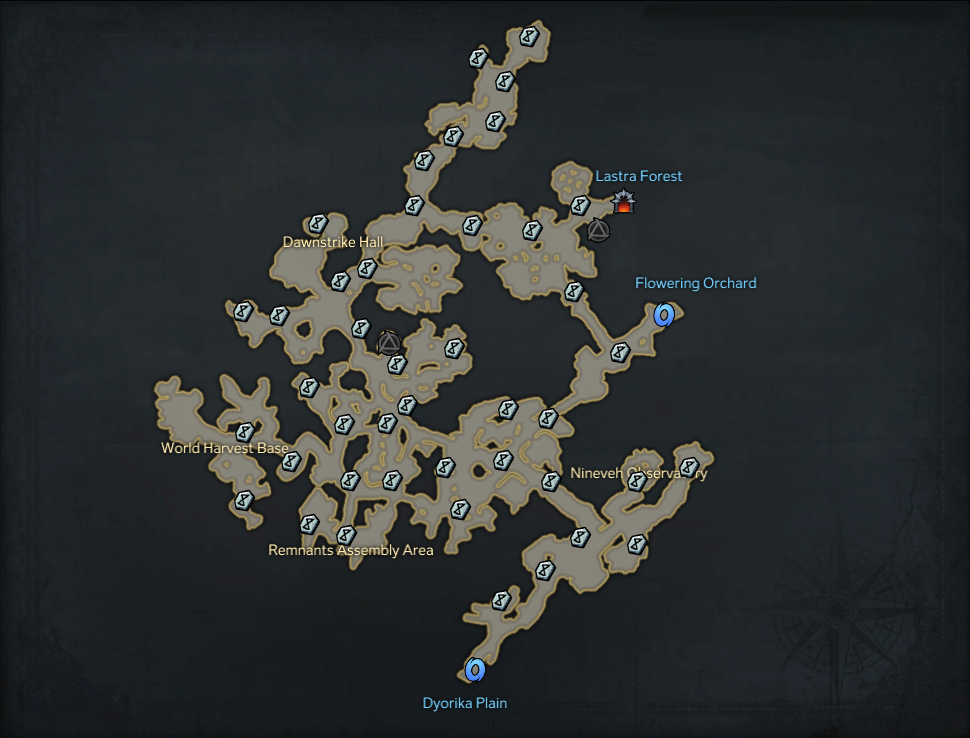 Lastra Forest
Dawnstrike Hall
Flowering Orchard
World Harvest Base
Nineveh Observatory
Remnants Assembly Area
Dyorika Plain